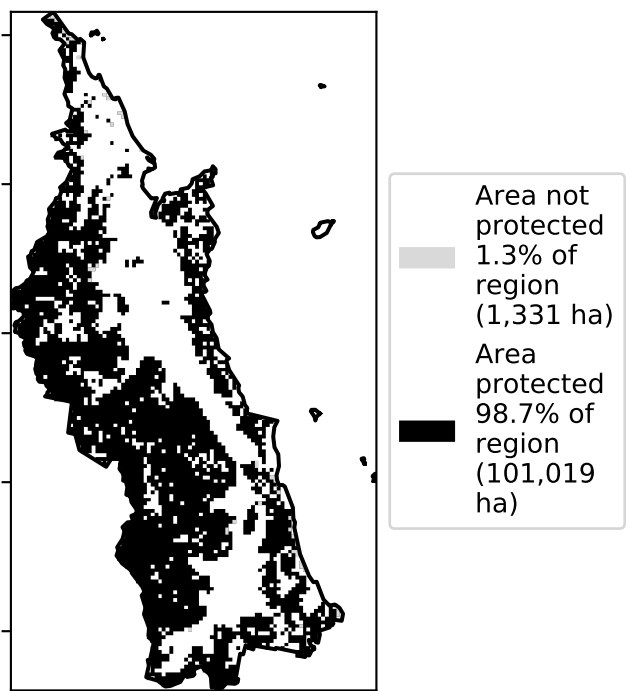 Area not
protected
1.3% of
region
(1,331 ha)
Area
protected
98.7% of
region
(101,019
ha)